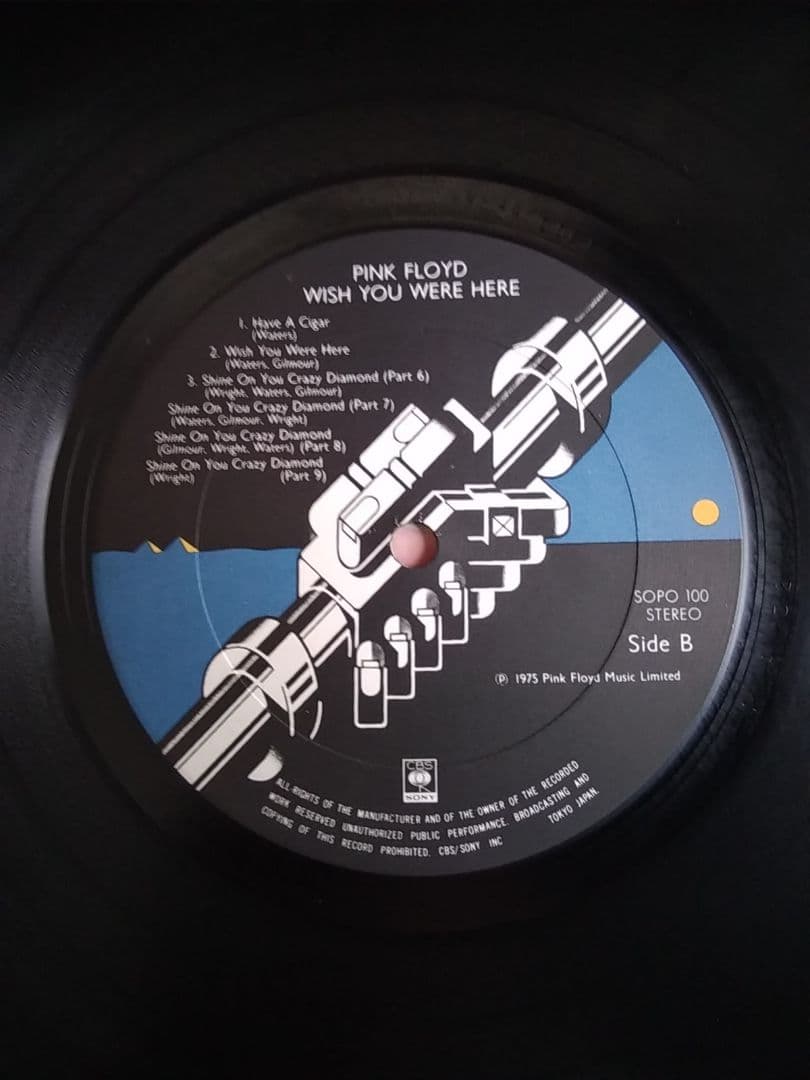 PINK FLOYD
WISH YOU WERE HERE
1. Have A Cigar
(Waters)
2. Wish You Were Here
(Waters, Gilmour)
3. Shine On You Crazy Diamond (Part 6)
(Wright, Waters, Gilmour)
Shine On You Crazy Diamond (Part 7)
(Waters, Gilmour, Wright)
Shine On You Crazy Diamond
(Gilmour, Wright, Waters) (Part 8)
Shine On You Crazy Diamond
(Wright) (Part 9)
SOPO 100
STEREO
Side B
℗ 1975 Pink Floyd Music Limited
CBS
SONY
ALL RIGHTS OF THE MANUFACTURER AND OF THE OWNER OF THE RECORDED
WORK RESERVED UNAUTHORIZED PUBLIC PERFORMANCE. BROADCASTING AND
COPYING OF THIS RECORD PROHIBITED. CBS/SONY INC TOKYO JAPAN.